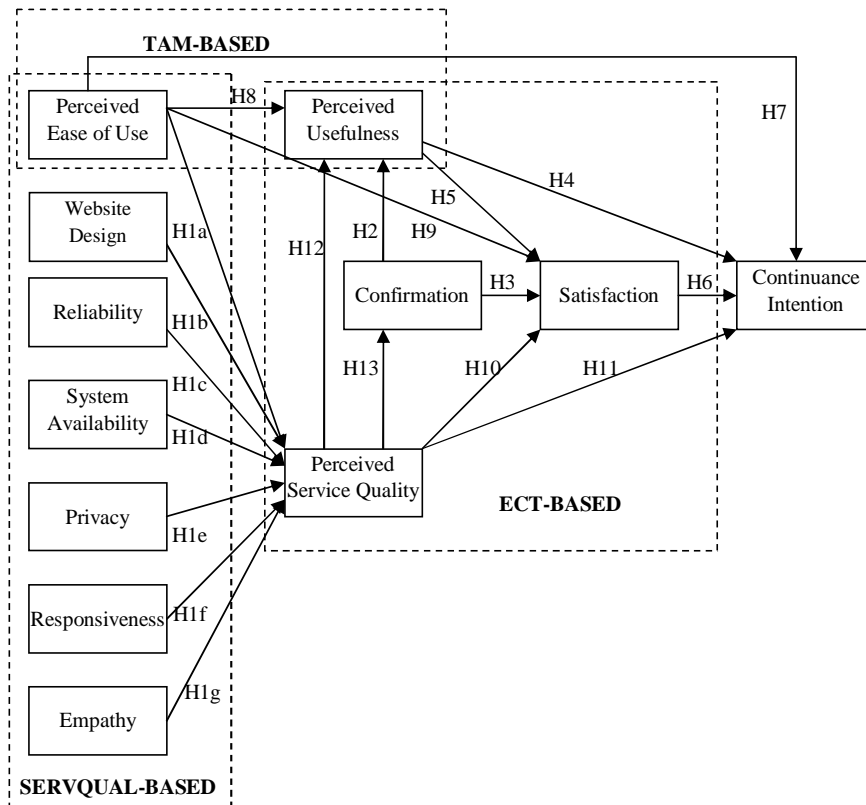 TAM-BASED
Perceived
Ease of Use
H8
Perceived
Usefulness
H7
H4
H5
Website
Design
H1a
H12
H2
H9
Reliability
H1b
Confirmation
H3
Satisfaction
H6
Continuance
Intention
System
Availability
H1c
H1d
H13
H10
H11
Perceived
Service Quality
Privacy
H1e
ECT-BASED
Responsiveness
H1f
Empathy
H1g
SERVQUAL-BASED